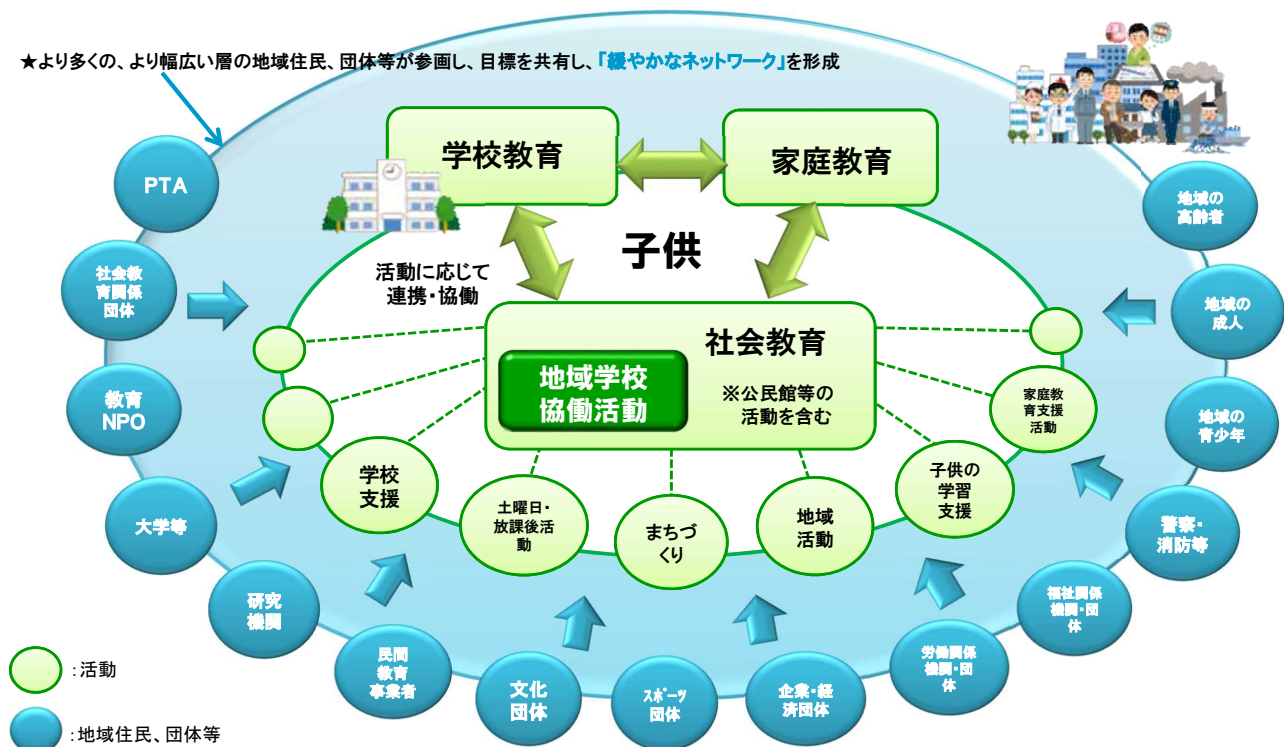 ★より多くの、より幅広い層の地域住民、団体等が参画し、目標を共有し、「緩やかなネットワーク」を形成
学校教育
家庭教育
PTA
地域の
高齢者
子供
社会教
育関係
団体
活動に応じて
連携・協働
地域の
成人
社会教育
地域学校
協働活動
※公民館等の
活動を含む
教育
NPO
家庭教
育支援
活動
地域の
青少年
学校
支援
子供の
学習
支援
大学等
土曜日・
放課後活
動
まちづ
くり
地域
活動
警察・
消防等
研究
機関
福祉関係
機関・団
体
民間
教育
事業者
文化
団体
スポーツ
団体
企業・経
済団体
労働関係
機関・団
体
:活動
:地域住民、団体等